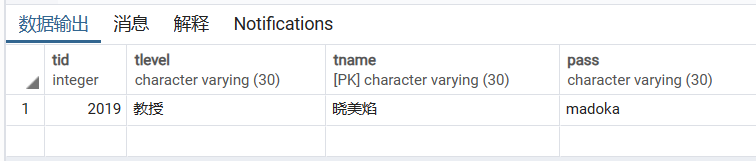 数据输出 消息 解释 Notifications
tid tlevel tname pass
integer character varying (30) [PK] character varying (30) character varying (30)
1 2019 教授 晓美焰 madoka